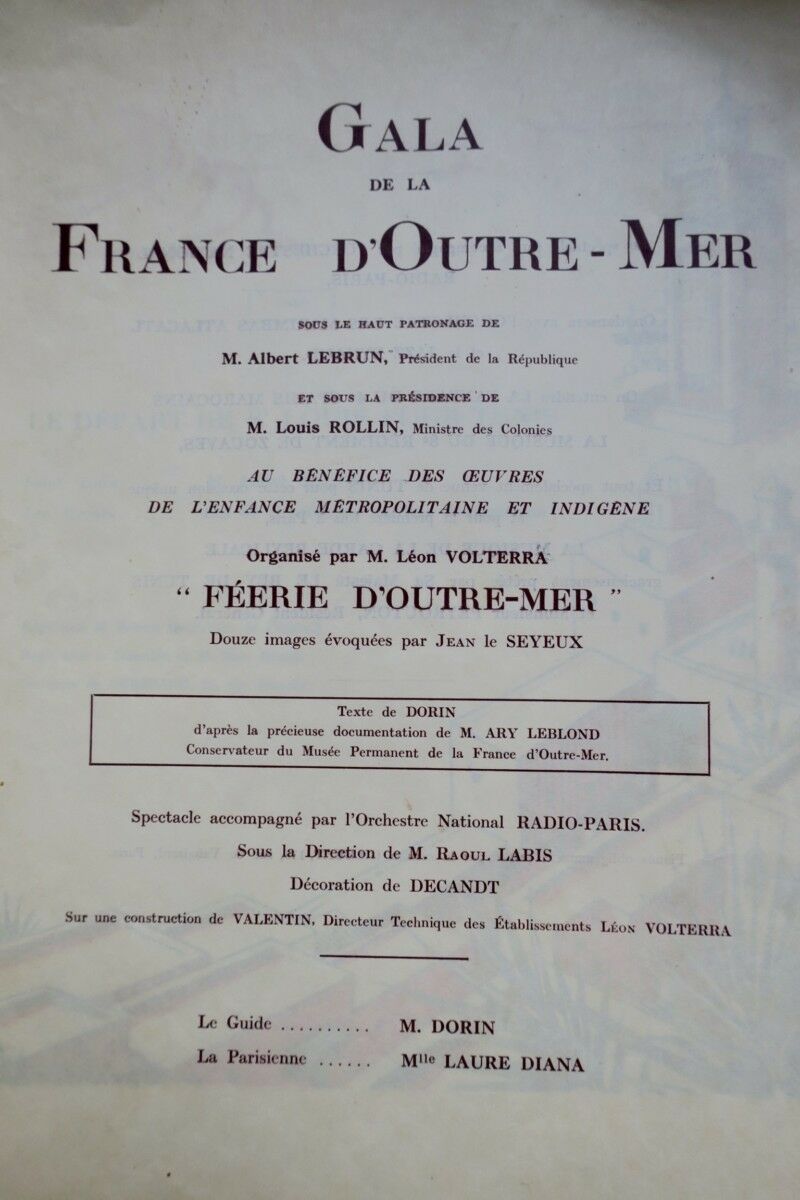 GALA
DE LA
FRANCE D'OUTRE-MER
SOUS LE HAUT PATRONAGE DE
M. Albert LEBRUN, Président de la République
ET SOUS LA PRÉSIDENCE DE
M. Louis ROLLIN, Ministre des Colonies
AU BÉNÉFICE DES ŒUVRES
DE L'ENFANCE MÉTROPOLITAINE ET INDIGÈNE
Organisé par M. Léon VOLTERRA
“ FÉERIE D'OUTRE-MER ”
Douze images évoquées par JEAN le SEYEUX
Texte de DORIN
d'après la précieuse documentation de M. ARY LEBLOND
Conservateur du Musée Permanent de la France d'Outre-Mer.
Spectacle accompagné par l'Orchestre National RADIO-PARIS.
Sous la Direction de M. RAOUL LABIS
Décoration de DECANDT
Sur une construction de VALENTIN, Directeur Technique des Établissements LÉON VOLTERRA
Le Guide .......... M. DORIN
La Parisienne ...... Mlle LAURE DIANA